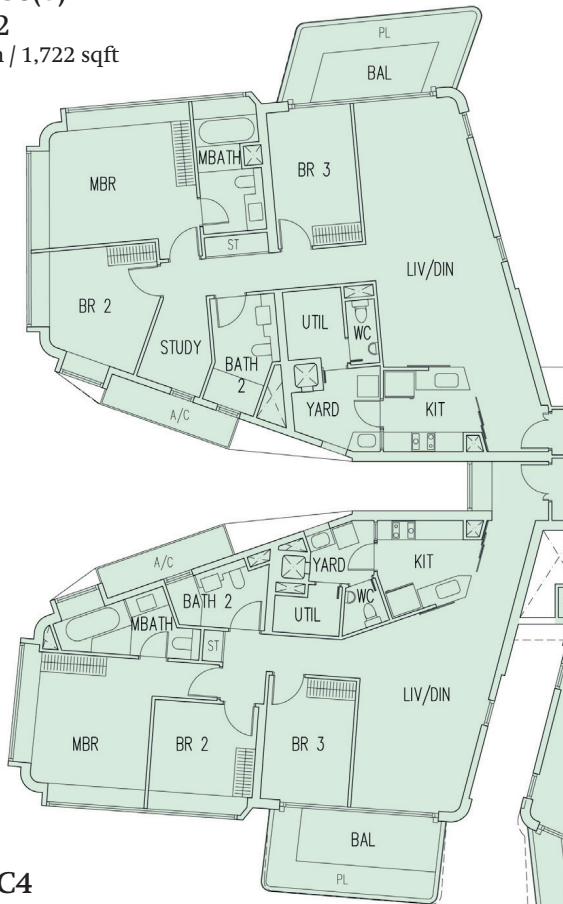 2
/ 1,722 sqft
PL
BAL
MBATH
BR 3
MBR
ST
LIV/DIN
BR 2
UTIL
WC
STUDY
BATH 2
YARD
KIT
A/C
A/C
YARD
KIT
BATH 2
WC
UTIL
MBATH
ST
LIV/DIN
MBR
BR 2
BR 3
BAL
PL
C4